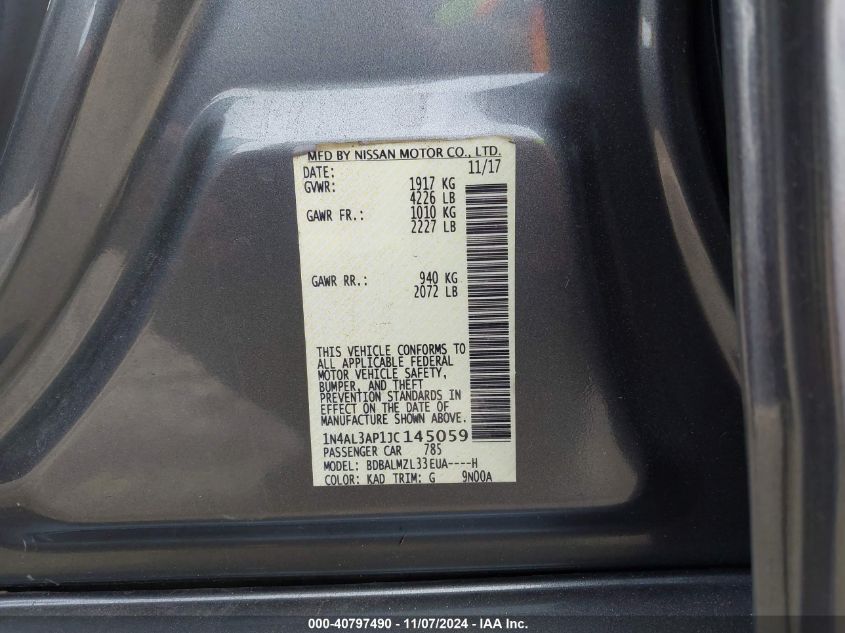 MFD BY NISSAN MOTOR CO., LTD.
DATE: 11/17
GVWR: 1917 KG
4226 LB
GAWR FR.: 1010 KG
2227 LB
GAWR RR.: 940 KG
2072 LB
THIS VEHICLE CONFORMS TO
ALL APPLICABLE FEDERAL
MOTOR VEHICLE SAFETY,
BUMPER, AND THEFT
PREVENTION STANDARDS IN
EFFECT ON THE DATE OF
MANUFACTURE SHOWN ABOVE.
1N4AL3AP1JC145059
PASSENGER CAR 785
MODEL: BDBALMZL33EUA----H
COLOR: KAD TRIM: G 9N00A
000-40797490 - 11/07/2024 - IAA, Inc.